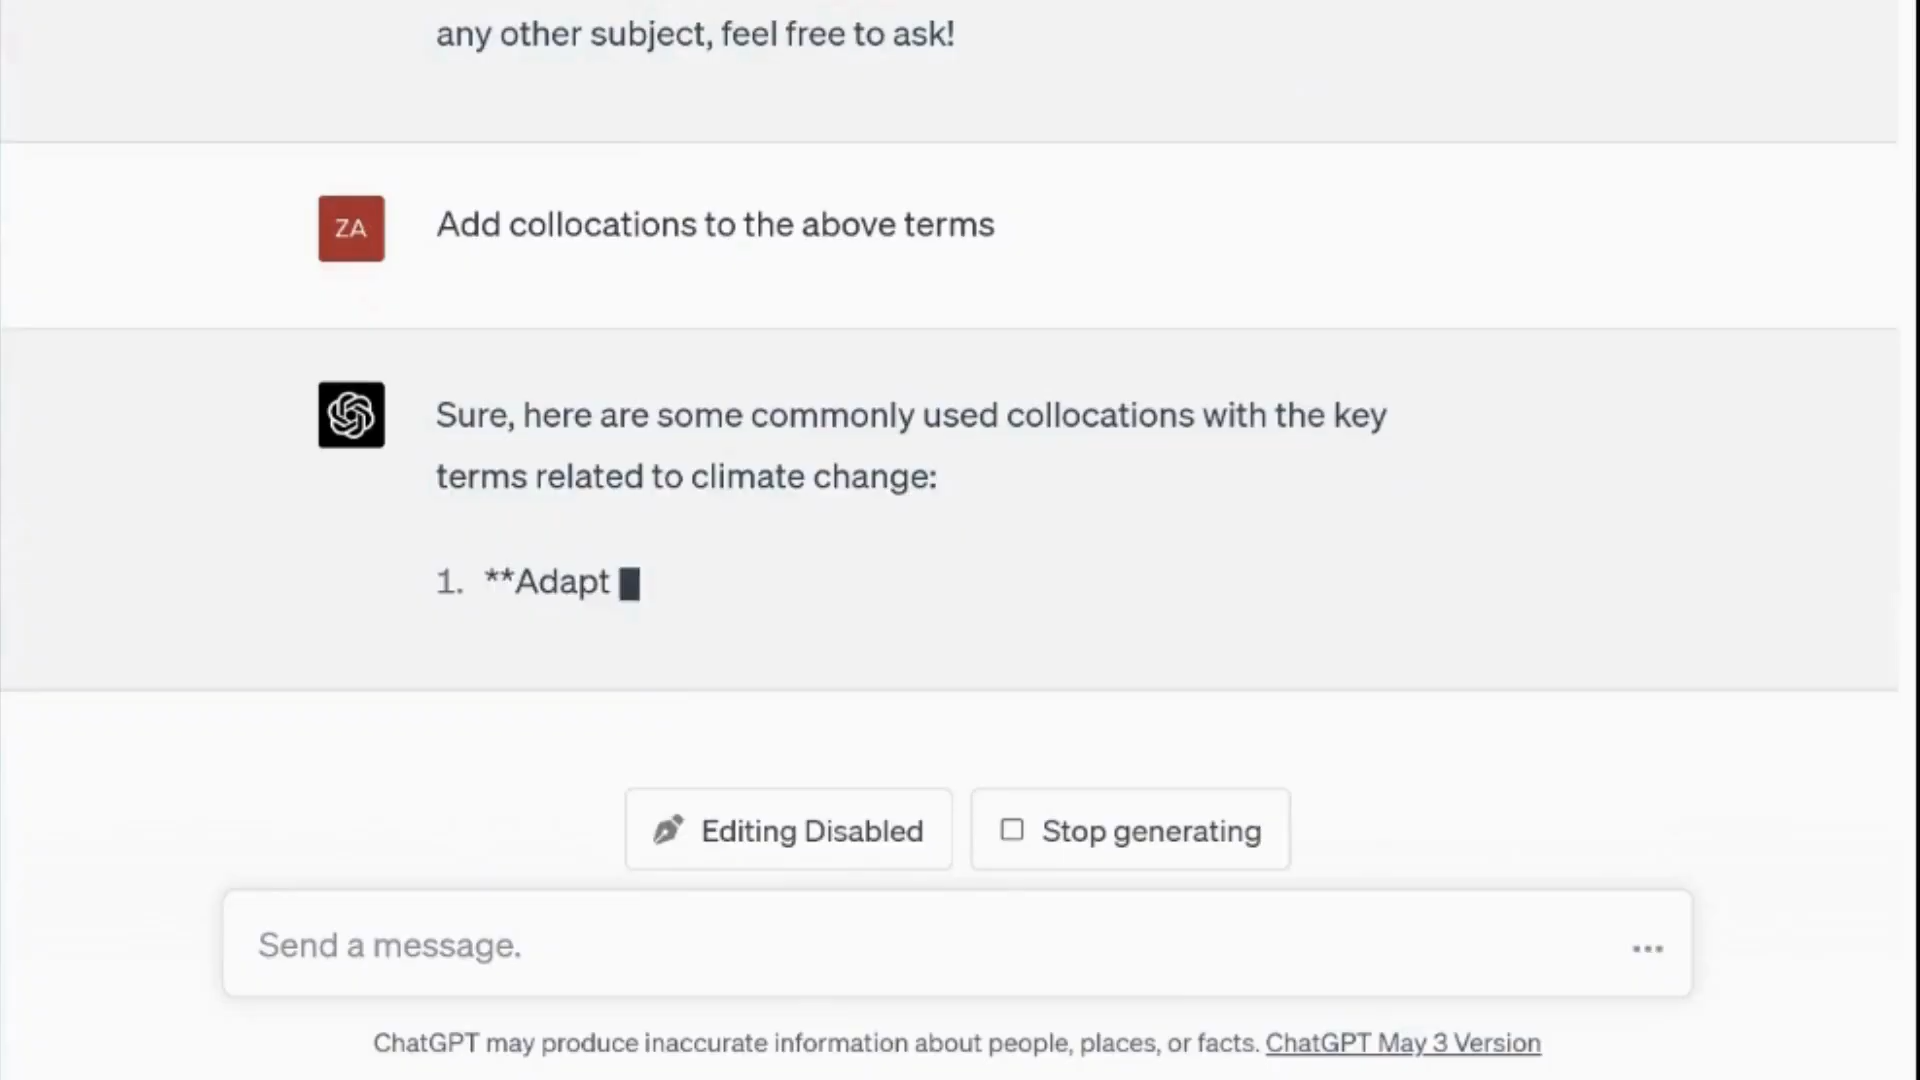 any other subject, feel free to ask!
ZA
Add collocations to the above terms
Sure, here are some commonly used collocations with the key
terms related to climate change:
1. **Adapt
Editing Disabled
Stop generating
Send a message.
ChatGPT may produce inaccurate information about people, places, or facts. ChatGPT May 3 Version